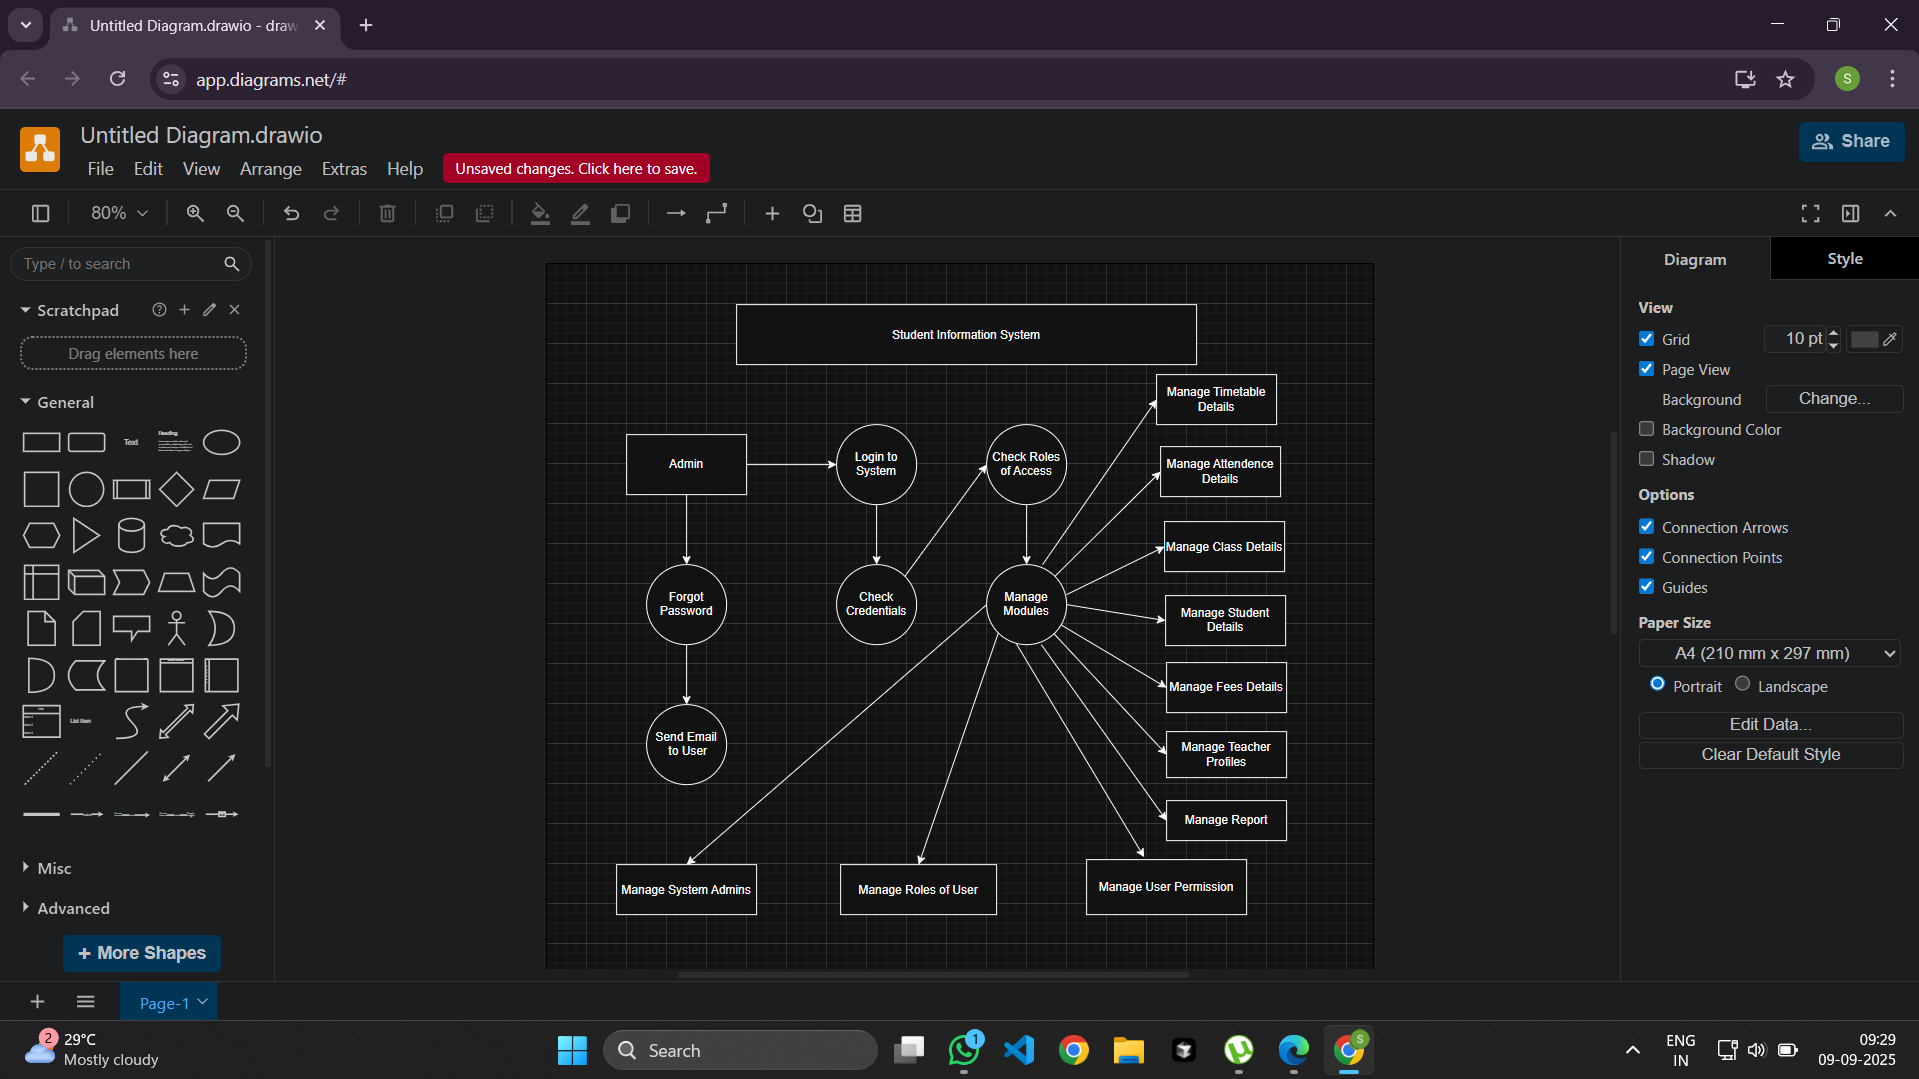 Untitled Diagram.drawio - draw
app.diagrams.net/#
S
Untitled Diagram.drawio
File Edit View Arrange Extras Help
Unsaved changes. Click here to save.
Share
80%
Type / to search
Scratchpad
Drag elements here
General
Text
Heading
List Item
Misc
Advanced
+ More Shapes
Student Information System
Manage Timetable
Details
Admin
Login to
System
Check Roles
of Access
Manage Attendence
Details
Manage Class Details
Forgot
Password
Check
Credentials
Manage
Modules
Manage Student
Details
Manage Fees Details
Send Email
to User
Manage Teacher
Profiles
Manage Report
Manage System Admins
Manage Roles of User
Manage User Permission
Diagram
Style
View
Grid
10 pt
Page View
Background
Change...
Background Color
Shadow
Options
Connection Arrows
Connection Points
Guides
Paper Size
A4 (210 mm x 297 mm)
Portrait
Landscape
Edit Data...
Clear Default Style
Page-1
2
29°C
Mostly cloudy
Search
1
S
ENG
IN
09:29
09-09-2025